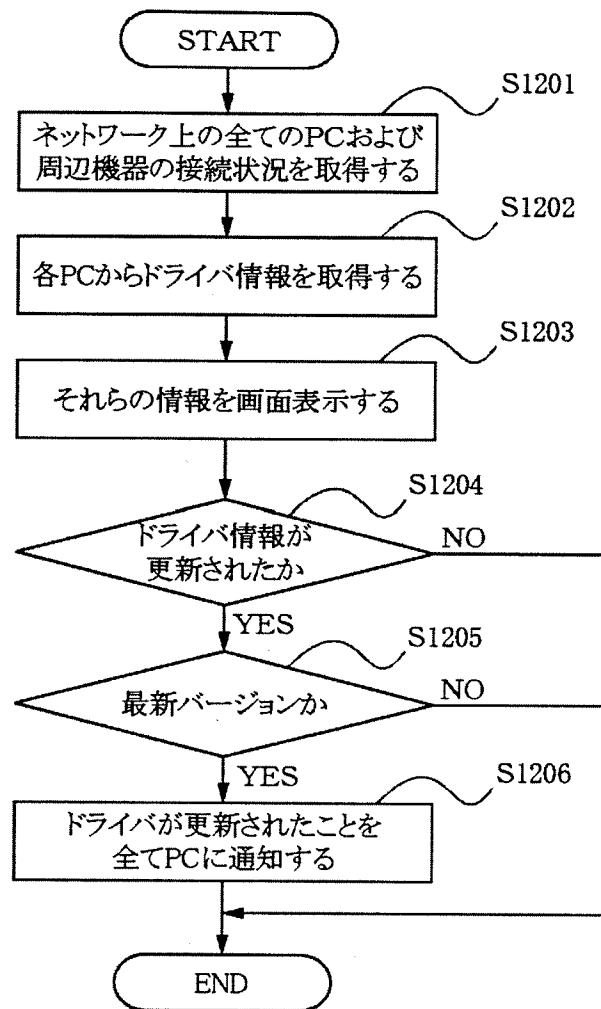 START
S1201
ネットワーク上の全てのPCおよび
周辺機器の接続状況を取得する
S1202
各PCからドライバ情報を取得する
S1203
それらの情報を画面表示する
S1204
ドライバ情報が
更新されたか
NO
YES
S1205
最新バージョンか
NO
YES
S1206
ドライバが更新されたことを
全てPCに通知する
END